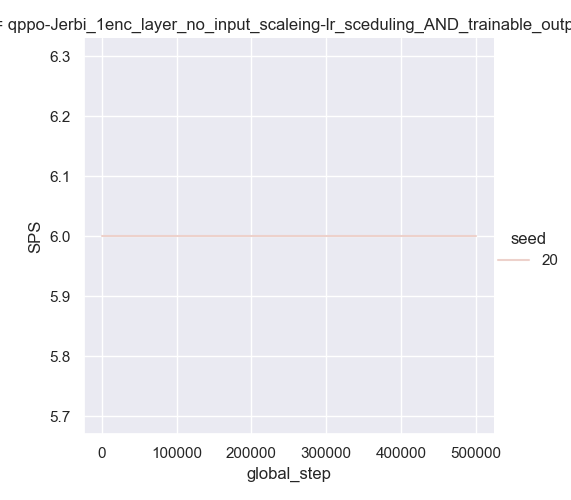 = qppo-Jerbi_1enc_layer_no_input_scaleing-lr_sceduling_AND_trainable_outp
6.3
6.2
6.1
6.0
5.9
5.8
5.7
SPS
0 100000 200000 300000 400000 500000
global_step
seed
20